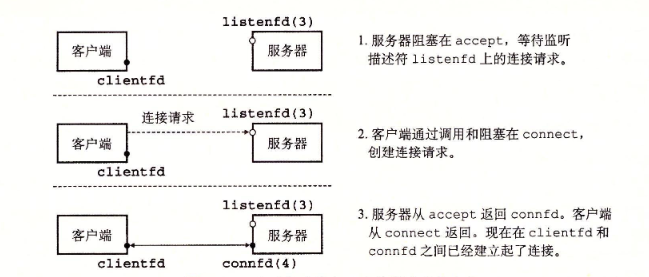 listenfd(3)
客户端
服务器
clientfd
1. 服务器阻塞在 accept，等待监听
描述符 listenfd 上的连接请求。
连接请求
listenfd(3)
客户端
服务器
clientfd
2. 客户端通过调用和阻塞在 connect，
创建连接请求。
listenfd(3)
客户端
服务器
clientfd
connfd(4)
3. 服务器从 accept 返回 connfd。客户端
从 connect 返回。现在在 clientfd 和
connfd 之间已经建立起了连接。